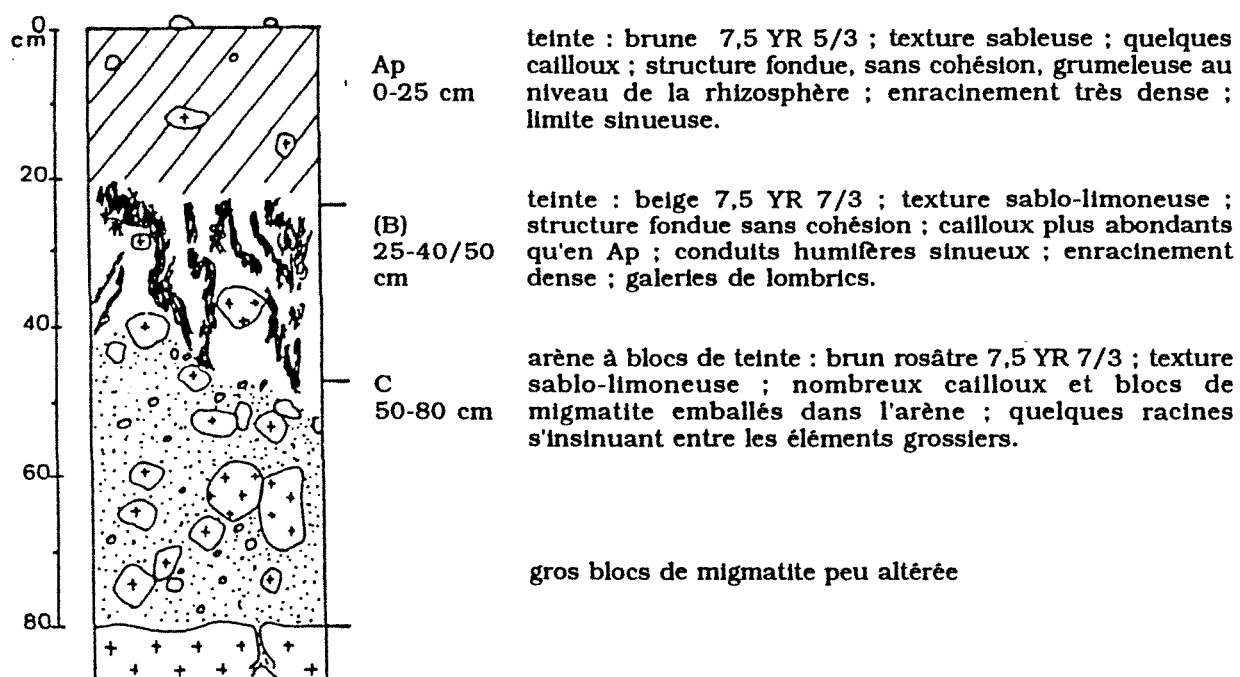 0
cm
20
40
60
80
Ap
0-25 cm
teinte : brune 7,5 YR 5/3 ; texture sableuse ; quelques
cailloux ; structure fondue, sans cohésion, grumeleuse au
niveau de la rhizosphère ; enracinement très dense ;
limite sinueuse.
(B)
25-40/50
cm
teinte : beige 7,5 YR 7/3 ; texture sablo-limoneuse ;
structure fondue sans cohésion ; cailloux plus abondants
qu'en Ap ; conduits humifères sinueux ; enracinement
dense ; galeries de lombrics.
C
50-80 cm
arène à blocs de teinte : brun rosâtre 7,5 YR 7/3 ; texture
sablo-limoneuse ; nombreux cailloux et blocs de
migmatite emballés dans l'arène ; quelques racines
s'insinuant entre les éléments grossiers.
gros blocs de migmatite peu altérée